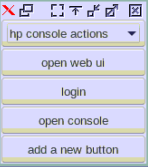 hp console actions
open web ui
login
open console
add a new button